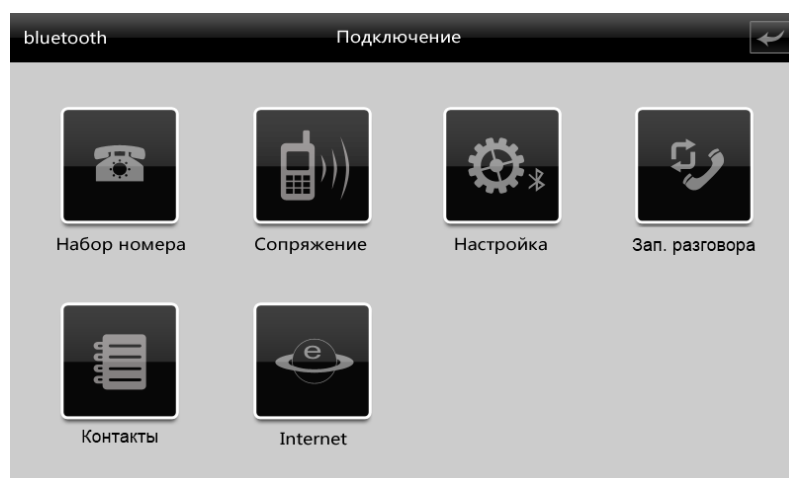 bluetooth
Подключение
Набор номера
Сопряжение
Настройка
Зап. разговора
e
Контакты
Internet